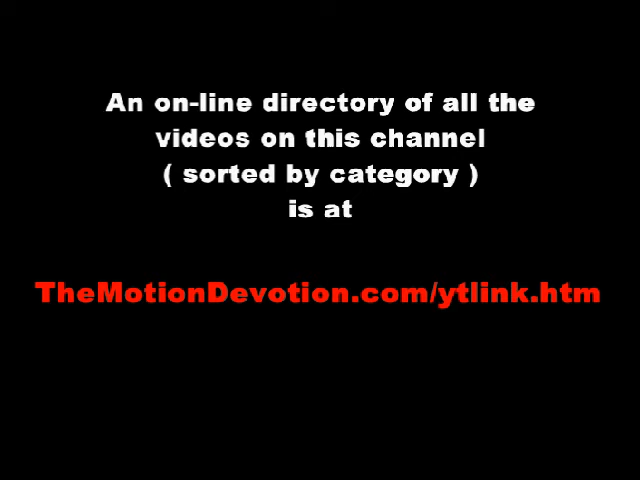 An on-line directory of all the
videos on this channel
( sorted by category )
is at
TheMotionDevotion.com/ytlink.htm